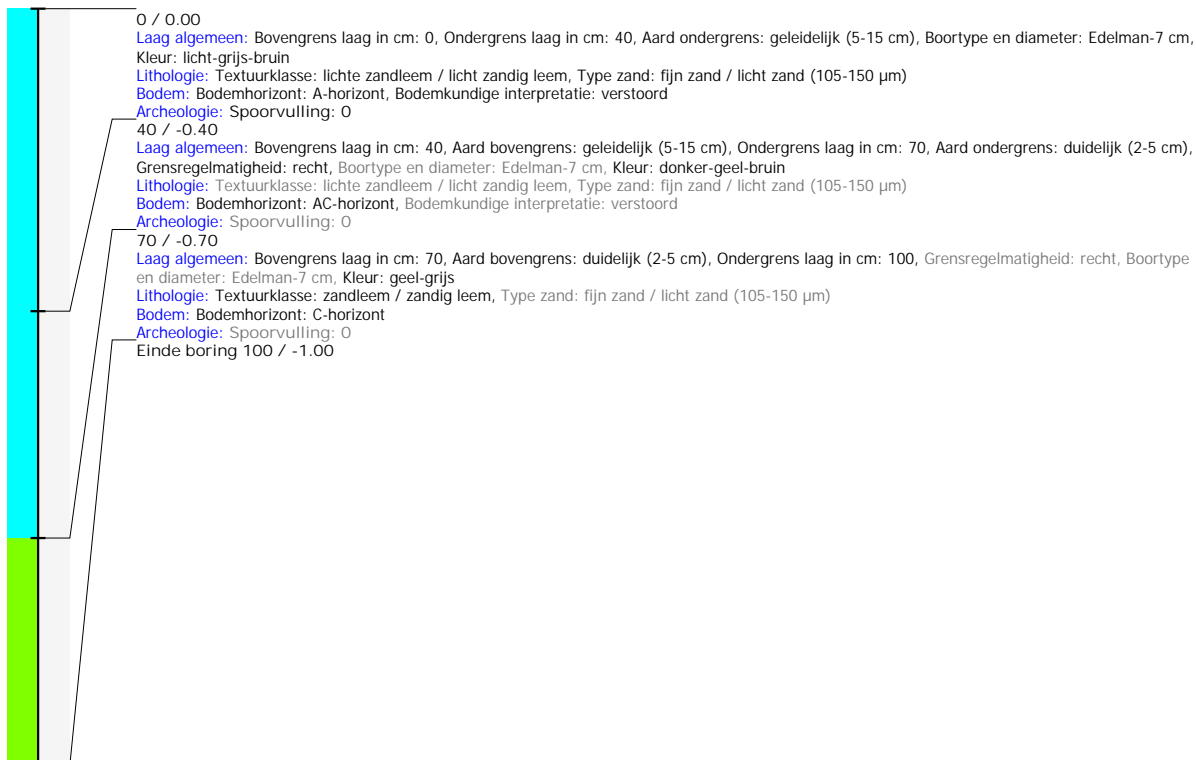 0 / 0.00
Laag algemeen: Bovengrens laag in cm: 0, Ondergrens laag in cm: 40, Aard ondergrens: geleidelijk (5-15 cm), Boortype en diameter: Edelman-7 cm,
Kleur: licht-grijs-bruin
Lithologie: Textuurklasse: lichte zandleem / licht zandig leem, Type zand: fijn zand / licht zand (105-150 µm)
Bodem: Bodemhorizont: A-horizont, Bodemkundige interpretatie: verstoord
Archeologie: Spoorvulling: 0
40 / -0.40
Laag algemeen: Bovengrens laag in cm: 40, Aard bovengrens: geleidelijk (5-15 cm), Ondergrens laag in cm: 70, Aard ondergrens: duidelijk (2-5 cm),
Grensregelmatigheid: recht, Boortype en diameter: Edelman-7 cm, Kleur: donker-geel-bruin
Lithologie: Textuurklasse: lichte zandleem / licht zandig leem, Type zand: fijn zand / licht zand (105-150 µm)
Bodem: Bodemhorizont: AC-horizont, Bodemkundige interpretatie: verstoord
Archeologie: Spoorvulling: 0
70 / -0.70
Laag algemeen: Bovengrens laag in cm: 70, Aard bovengrens: duidelijk (2-5 cm), Ondergrens laag in cm: 100, Grensregelmatigheid: recht, Boortype
en diameter: Edelman-7 cm, Kleur: geel-grijs
Lithologie: Textuurklasse: zandleem / zandig leem, Type zand: fijn zand / licht zand (105-150 µm)
Bodem: Bodemhorizont: C-horizont
Archeologie: Spoorvulling: 0
Einde boring 100 / -1.00